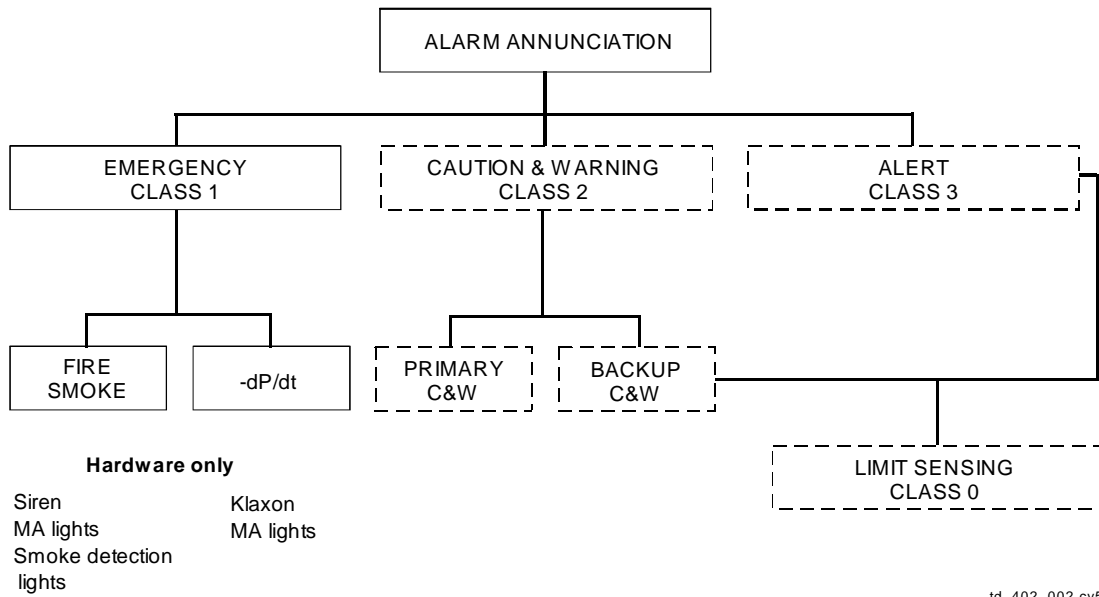 ALARM ANNUNCIATION
EMERGENCY
CLASS 1
CAUTION & WARNING
CLASS 2
ALERT
CLASS 3
FIRE
SMOKE
-dP/dt
PRIMARY
C&W
BACKUP
C&W
LIMIT SENSING
CLASS 0
Hardware only
Siren
MA lights
Smoke detection
lights
Klaxon
MA lights